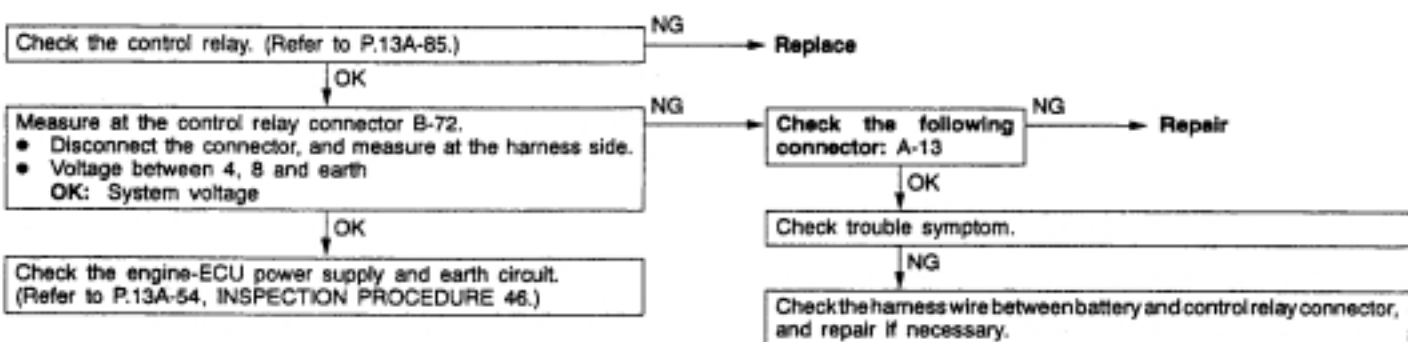 Check the control relay. (Refer to P.13A-85.)
NG
Replace
OK
Measure at the control relay connector B-72.
● Disconnect the connector, and measure at the harness side.
● Voltage between 4, 8 and earth
OK: System voltage
NG
Check the following
connector: A-13
NG
Repair
OK
Check trouble symptom.
NG
Check the harness wire between battery and control relay connector,
and repair if necessary.
OK
Check the engine-ECU power supply and earth circuit.
(Refer to P.13A-54, INSPECTION PROCEDURE 46.)